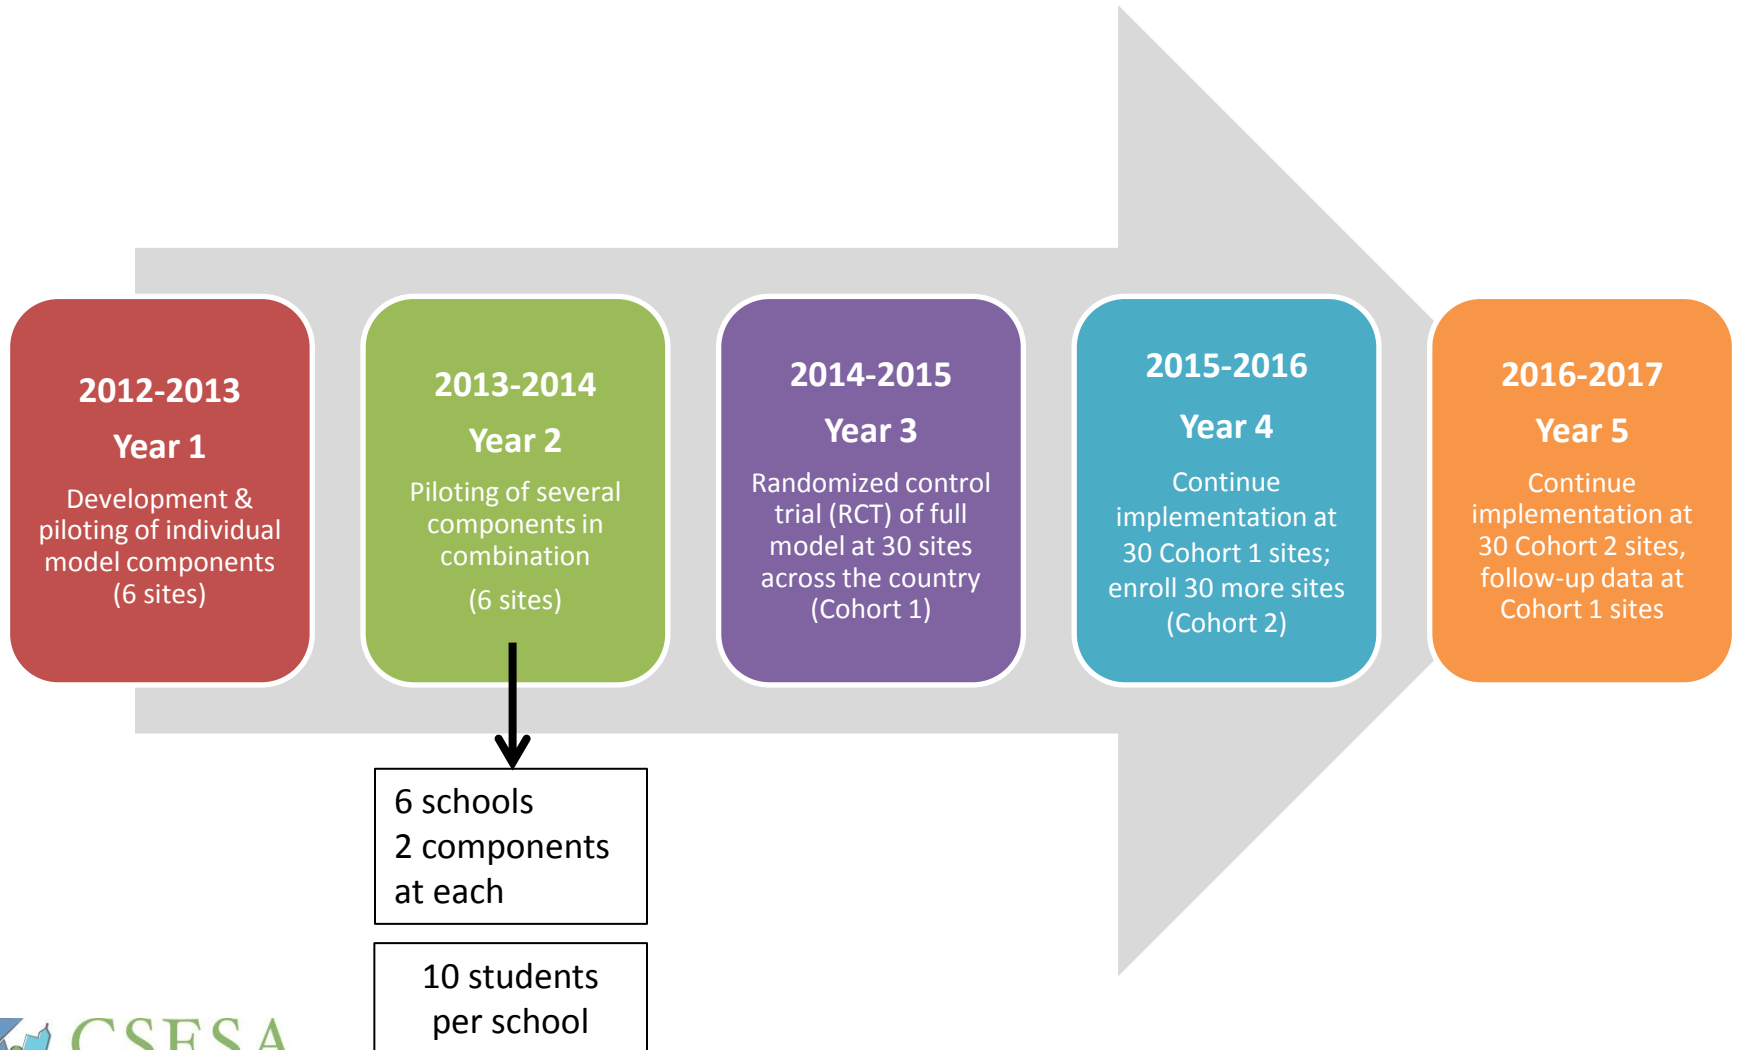 2012-2013
Year 1
Development &
piloting of individual
model components
(6 sites)
2013-2014
Year 2
Piloting of several
components in
combination
(6 sites)
2014-2015
Year 3
Randomized control
trial (RCT) of full
model at 30 sites
across the country
(Cohort 1)
2015-2016
Year 4
Continue
implementation at
30 Cohort 1 sites;
enroll 30 more sites
(Cohort 2)
2016-2017
Year 5
Continue
implementation at
30 Cohort 2 sites,
follow-up data at
Cohort 1 sites
6 schools
2 components
at each
10 students
per school
CSESA